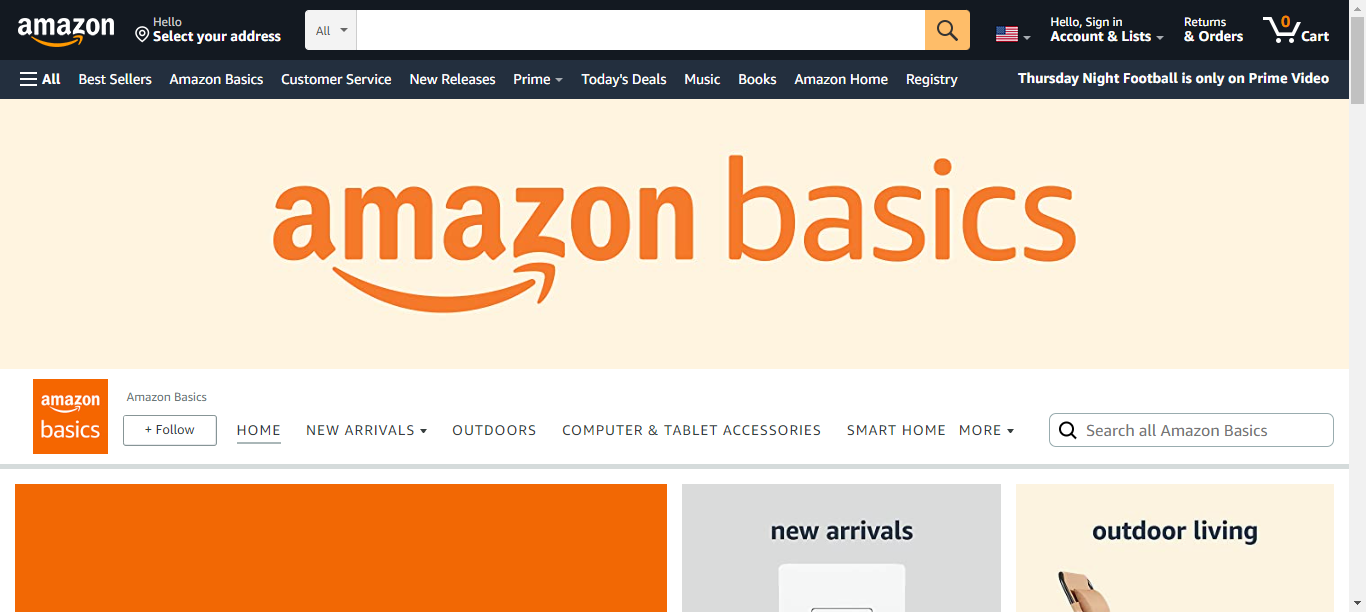 amazon
Hello
Select your address
All
Hello, Sign in
Account & Lists
Returns
& Orders
0
Cart
All
Best Sellers
Amazon Basics
Customer Service
New Releases
Prime
Today's Deals
Music
Books
Amazon Home
Registry
Thursday Night Football is only on Prime Video
amazon basics
amazon
basics
Amazon Basics
+ Follow
HOME
NEW ARRIVALS
OUTDOORS
COMPUTER & TABLET ACCESSORIES
SMART HOME
MORE
Search all Amazon Basics
new arrivals
outdoor living